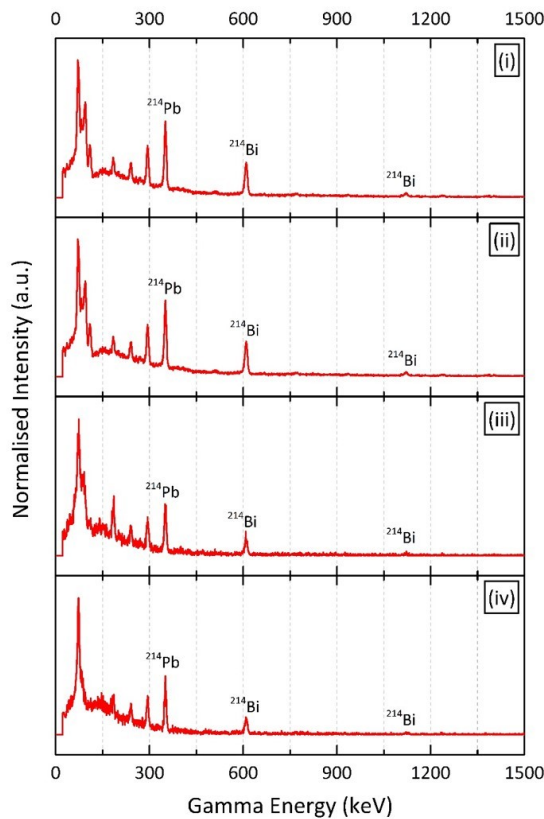 0 300 600 900 1200 1500
(i)
²¹⁴Pb
²¹⁴Bi
²¹⁴Bi
(ii)
²¹⁴Pb
²¹⁴Bi
²¹⁴Bi
(iii)
²¹⁴Pb
²¹⁴Bi
²¹⁴Bi
(iv)
²¹⁴Pb
²¹⁴Bi
²¹⁴Bi
0 300 600 900 1200 1500
Gamma Energy (keV)
Normalised Intensity (a.u.)